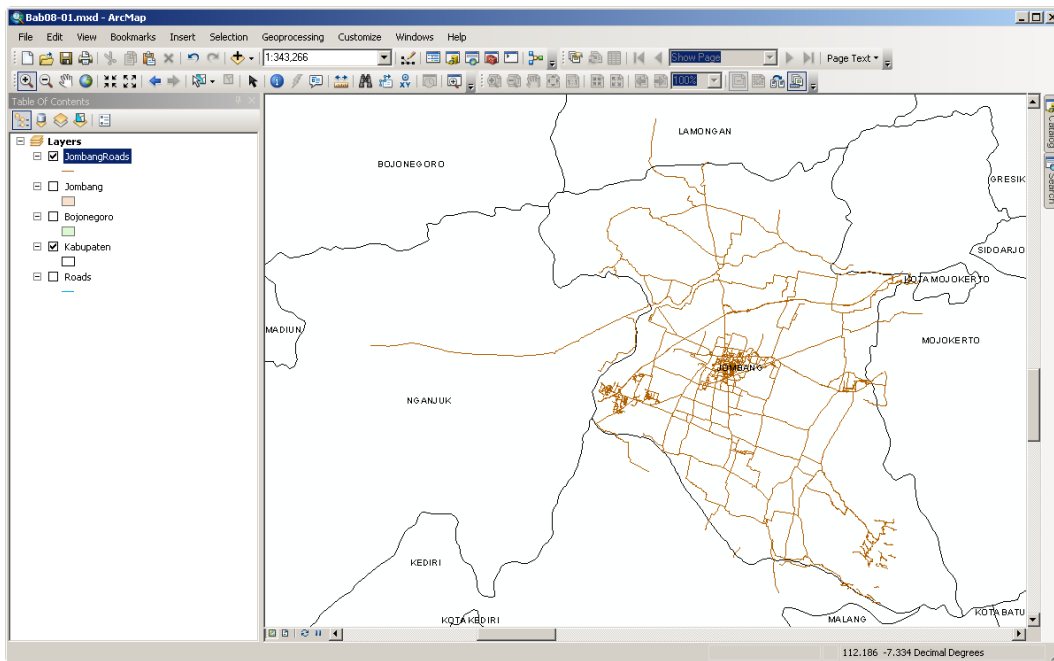 Bab08-01.mxd - ArcMap
File Edit View Bookmarks Insert Selection Geoprocessing Customize Windows Help
1:343,266 Show Page Page Text
100%
Table Of Contents
Layers
JombangRoads
Jombang
Bojonegoro
Kabupaten
Roads
LAMONGAN
BOJONEGORO
GRESIK
SIDOARJO
KOTA MOJOKERTO
MADIUN
MOJOKERTO
JOMBANG
NGANJUK
KEDIRI
KOTA KEDIRI
MALANG
KOTA BATU
Catalog
Search
112.186 -7.334 Decimal Degrees